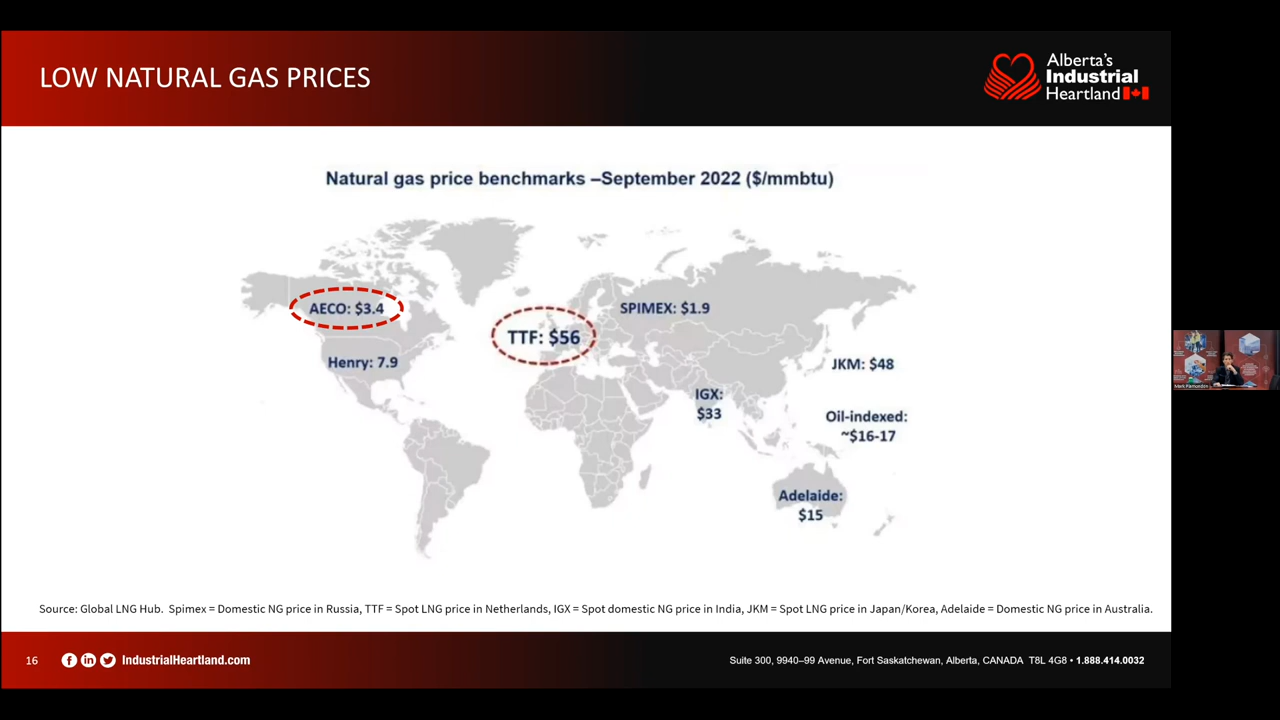 LOW NATURAL GAS PRICES
Alberta's
Industrial
Heartland
Natural gas price benchmarks –September 2022 ($/mmbtu)
AECO: $3.4
SPIMEX: $1.9
TTF: $56
Henry: 7.9
JKM: $48
IGX:
$33
Oil-indexed:
~$16-17
Adelaide:
$15
Source: Global LNG Hub. Spimex = Domestic NG price in Russia, TTF = Spot LNG price in Netherlands, IGX = Spot domestic NG price in India, JKM = Spot LNG price in Japan/Korea, Adelaide = Domestic NG price in Australia.
16
IndustrialHeartland.com
Suite 300, 9940–99 Avenue, Fort Saskatchewan, Alberta, CANADA T8L 4G8 • 1.888.414.0032